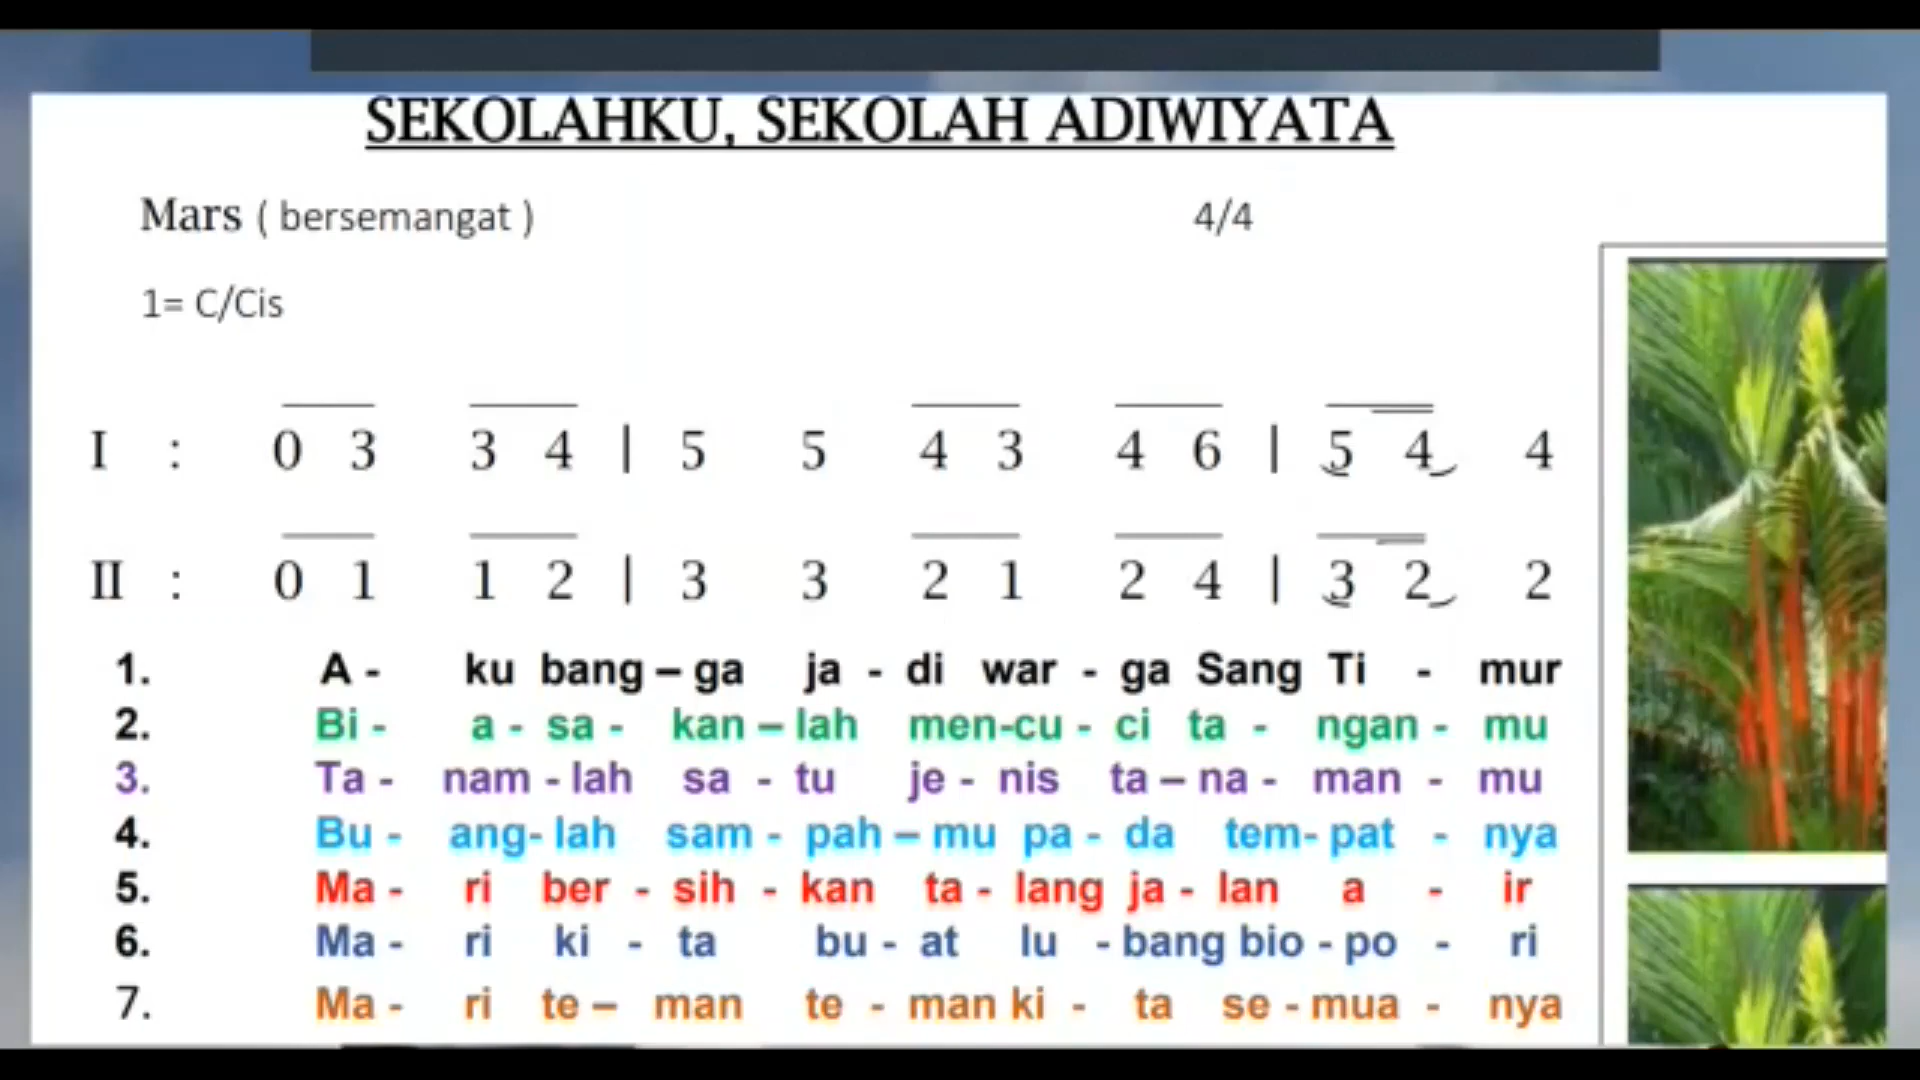 SEKOLAHKU, SEKOLAH ADIWIYATA
Mars ( bersemangat ) 4/4
1= C/Cis
I : 0 3 3 4 | 5 5 4 3 4 6 | 5 4 4
II : 0 1 1 2 | 3 3 2 1 2 4 | 3 2 2
1. A - ku bang – ga ja - di war - ga Sang Ti - mur
2. Bi - a - sa - kan – lah men-cu - ci ta - ngan - mu
3. Ta - nam - lah sa - tu je - nis ta – na - man - mu
4. Bu - ang- lah sam - pah – mu pa - da tem- pat - nya
5. Ma - ri ber - sih - kan ta - lang ja - lan a - ir
6. Ma - ri ki - ta bu - at lu - bang bio - po - ri
7. Ma - ri te – man te - man ki - ta se - mua - nya